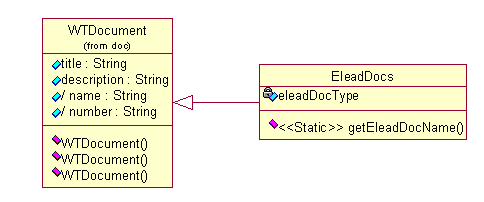 WTDocument
(from doc)
title : String
description : String
/ name : String
/ number : String
WTDocument()
WTDocument()
WTDocument()
EleadDocs
eleadDocType
<<Static>> getEleadDocName()